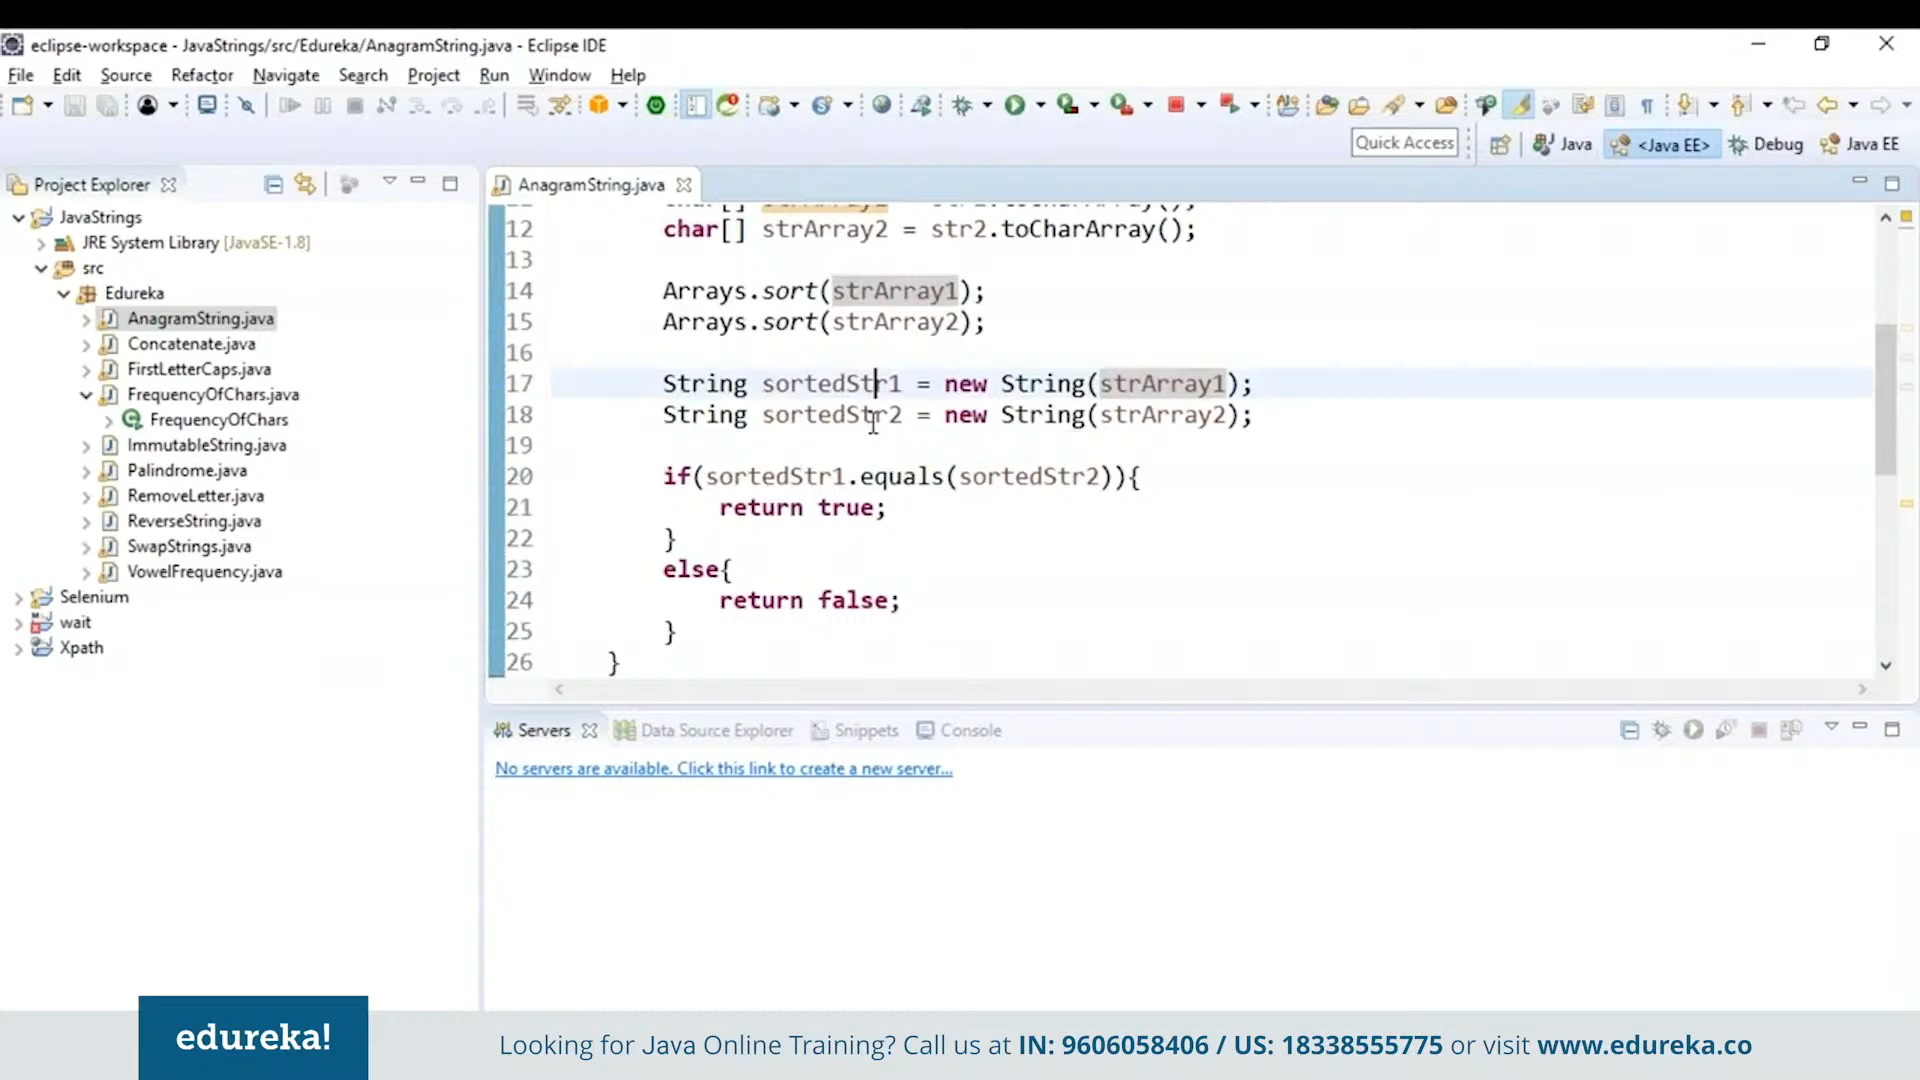 eclipse-workspace - JavaStrings/src/Edureka/AnagramString.java - Eclipse IDE
File Edit Source Refactor Navigate Search Project Run Window Help
Quick Access Java <Java EE> Debug Java EE
Project Explorer
JavaStrings
JRE System Library [JavaSE-1.8]
src
Edureka
AnagramString.java
Concatenate.java
FirstLetterCaps.java
FrequencyOfChars.java
FrequencyOfChars
ImmutableString.java
Palindrome.java
RemoveLetter.java
ReverseString.java
SwapStrings.java
VowelFrequency.java
Selenium
wait
Xpath
AnagramString.java
12 char[] strArray2 = str2.toCharArray();
13
14 Arrays.sort(strArray1);
15 Arrays.sort(strArray2);
16
17 String sortedStr1 = new String(strArray1);
18 String sortedStr2 = new String(strArray2);
19
20 if(sortedStr1.equals(sortedStr2)){
21 return true;
22 }
23 else{
24 return false;
25 }
26 }
Servers Data Source Explorer Snippets Console
No servers are available. Click this link to create a new server...
edureka!
Looking for Java Online Training? Call us at IN: 9606058406 / US: 18338555775 or visit www.edureka.co